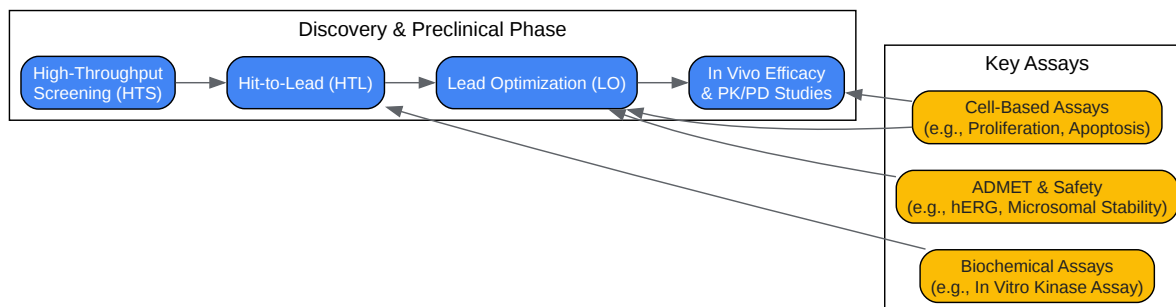 Discovery & Preclinical Phase
High-Throughput
Screening (HTS)
Hit-to-Lead (HTL)
Lead Optimization (LO)
In Vivo Efficacy
& PK/PD Studies
Key Assays
Cell-Based Assays
(e.g., Proliferation, Apoptosis)
ADMET & Safety
(e.g., hERG, Microsomal Stability)
Biochemical Assays
(e.g., In Vitro Kinase Assay)